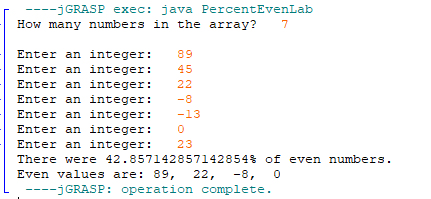 ----jGRASP exec: java PercentEvenLab
How many numbers in the array?   7

Enter an integer:   89
Enter an integer:   45
Enter an integer:   22
Enter an integer:   -8
Enter an integer:   -13
Enter an integer:   0
Enter an integer:   23
There were 42.857142857142854% of even numbers.
Even values are: 89,  22,  -8,  0
----jGRASP: operation complete.